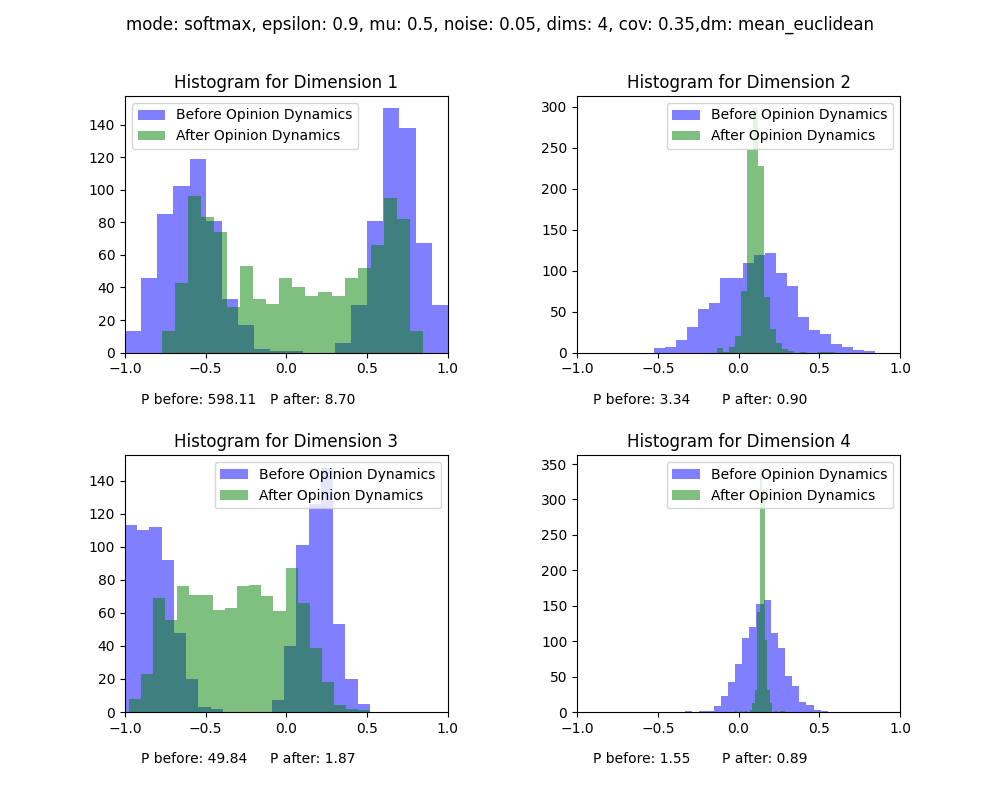 mode: softmax, epsilon: 0.9, mu: 0.5, noise: 0.05, dims: 4, cov: 0.35,dm: mean_euclidean
Histogram for Dimension 1
Before Opinion Dynamics
After Opinion Dynamics
140
120
100
80
60
40
20
0
−1.0 −0.5 0.0 0.5 1.0
P before: 598.11 P after: 8.70
Histogram for Dimension 2
Before Opinion Dynamics
After Opinion Dynamics
300
250
200
150
100
50
0
−1.0 −0.5 0.0 0.5 1.0
P before: 3.34 P after: 0.90
Histogram for Dimension 3
Before Opinion Dynamics
After Opinion Dynamics
140
120
100
80
60
40
20
0
−1.0 −0.5 0.0 0.5 1.0
P before: 49.84 P after: 1.87
Histogram for Dimension 4
Before Opinion Dynamics
After Opinion Dynamics
350
300
250
200
150
100
50
0
−1.0 −0.5 0.0 0.5 1.0
P before: 1.55 P after: 0.89